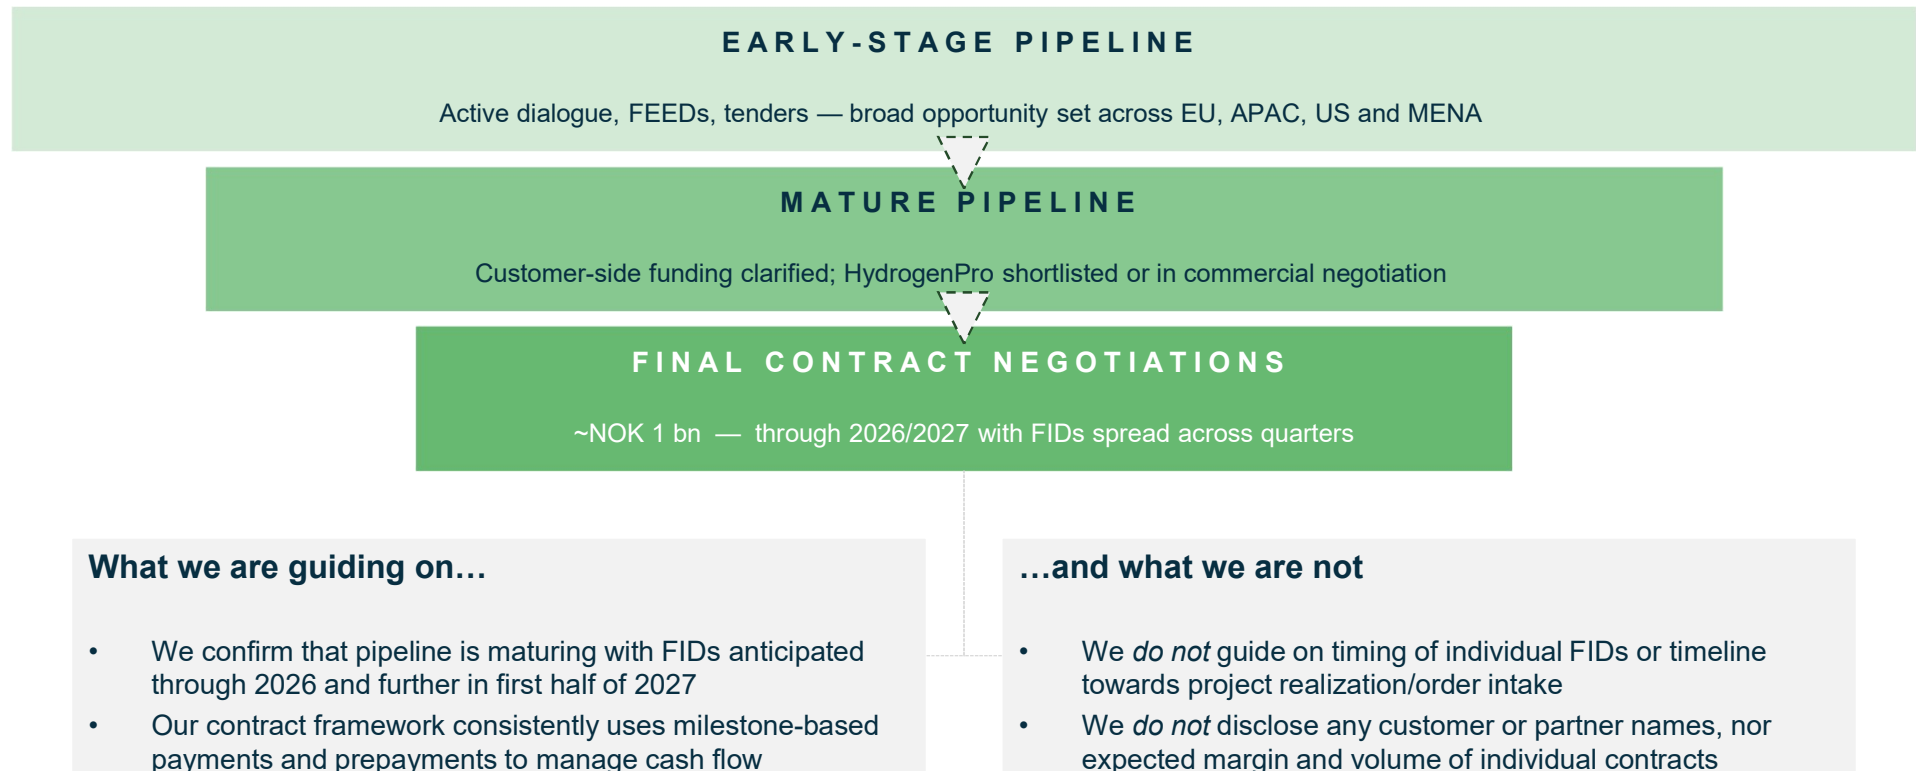 EARLY-STAGE PIPELINE
Active dialogue, FEEDs, tenders — broad opportunity set across EU, APAC, US and MENA
MATURE PIPELINE
Customer-side funding clarified; HydrogenPro shortlisted or in commercial negotiation
FINAL CONTRACT NEGOTIATIONS
~NOK 1 bn — through 2026/2027 with FIDs spread across quarters
What we are guiding on…
• We confirm that pipeline is maturing with FIDs anticipated
through 2026 and further in first half of 2027
• Our contract framework consistently uses milestone-based
payments and prepayments to manage cash flow
…and what we are not
• We do not guide on timing of individual FIDs or timeline
towards project realization/order intake
• We do not disclose any customer or partner names, nor
expected margin and volume of individual contracts